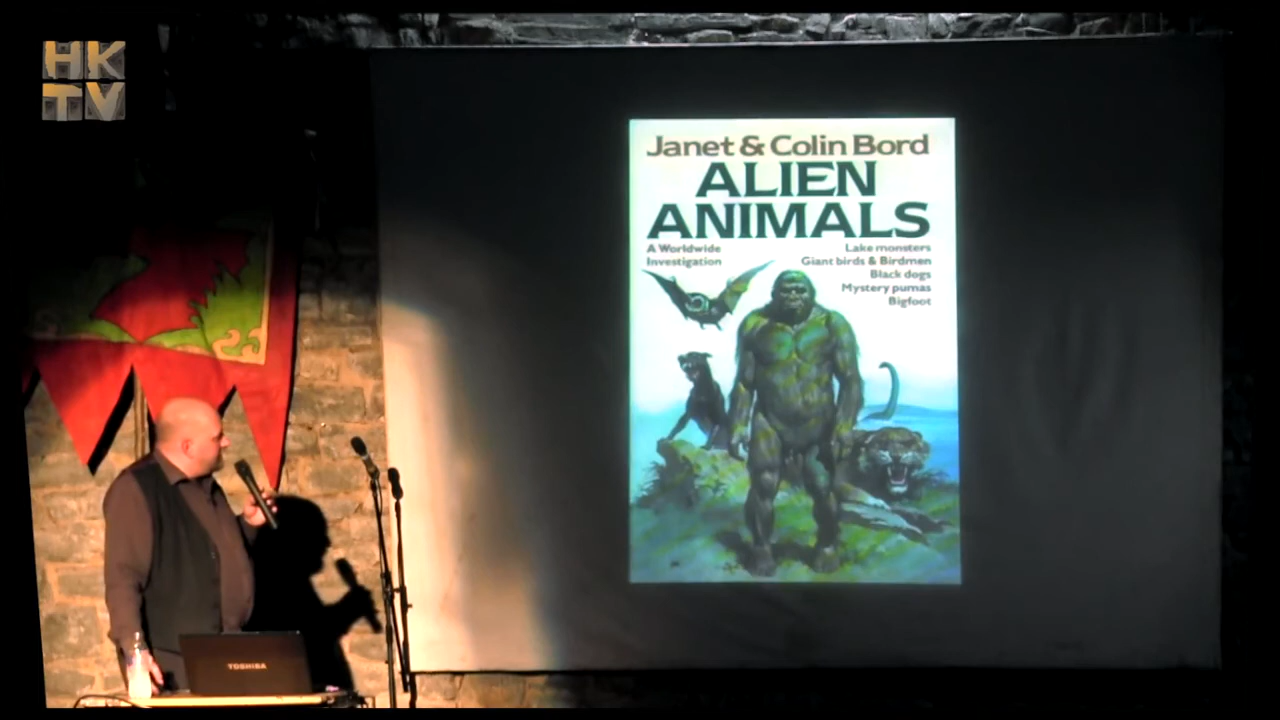 HK
TV
Janet & Colin Bord
ALIEN
ANIMALS
A Worldwide
Investigation
Lake monsters
Giant birds & Birdmen
Black dogs
Mystery pumas
Bigfoot
TOSHIBA